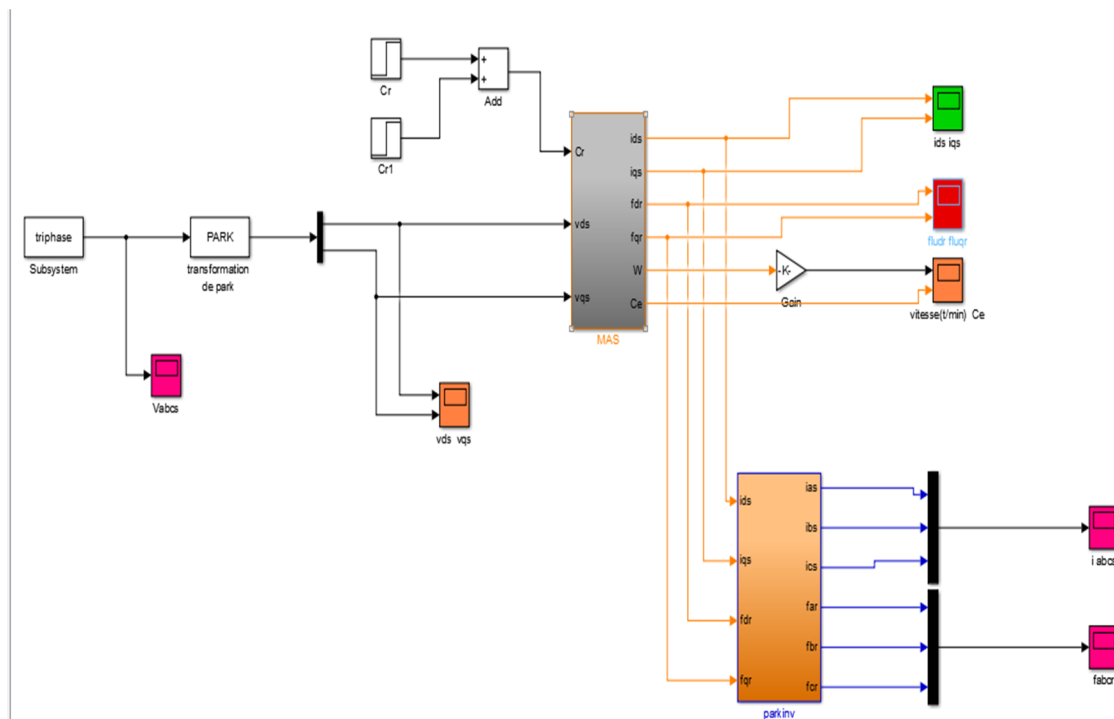 Cr
+
+
Add
Cr1
triphase
Subsystem
PARK
transformation
de park
Vabcs
vds vqs
Cr
vds
vqs
ids
iqs
fdr
fqr
W
Ce
MAS
ids iqs
fludr fluqr
-K-
Gain
vitesse(t/min) Ce
ids
iqs
fdr
fqr
ias
ibs
ics
far
fbr
fcr
parkinv
i abcs
fabcr